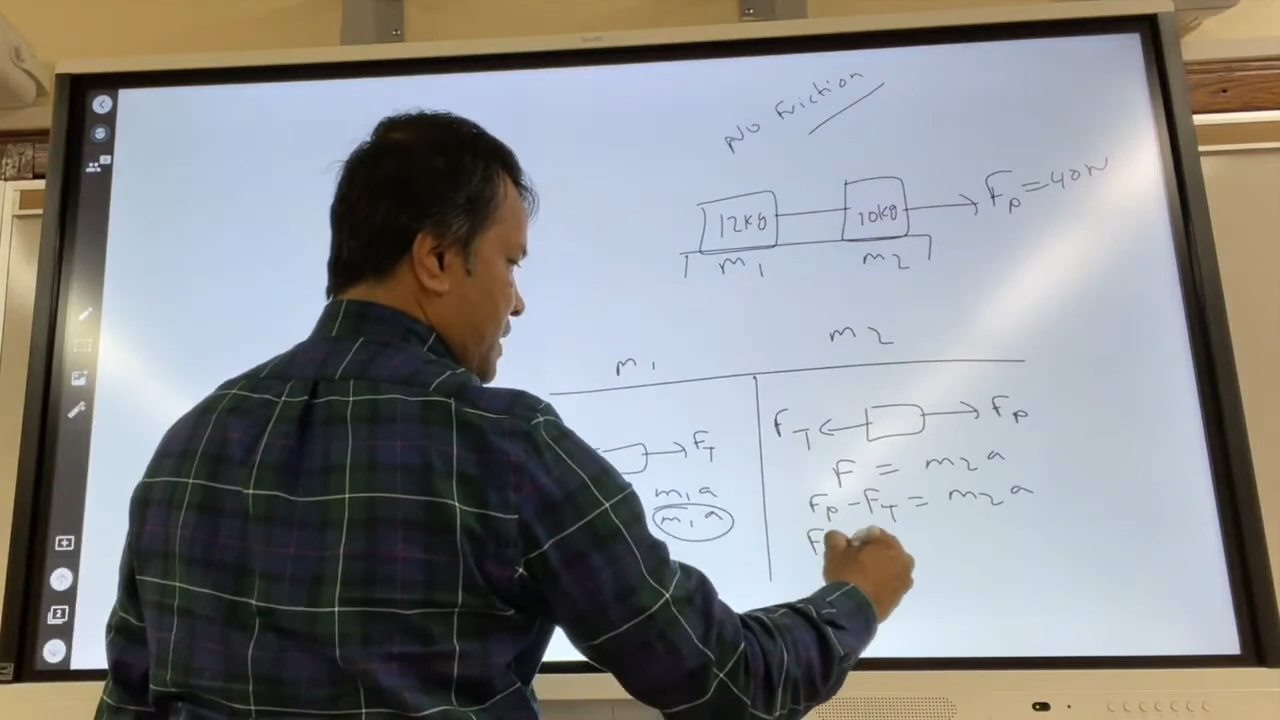 No Friction
12kg 10kg Fp = 40N
m1 m2
m1 m2
FT
m1a
m1a
FT Fp
F = m2a
Fp - FT = m2a
F
2